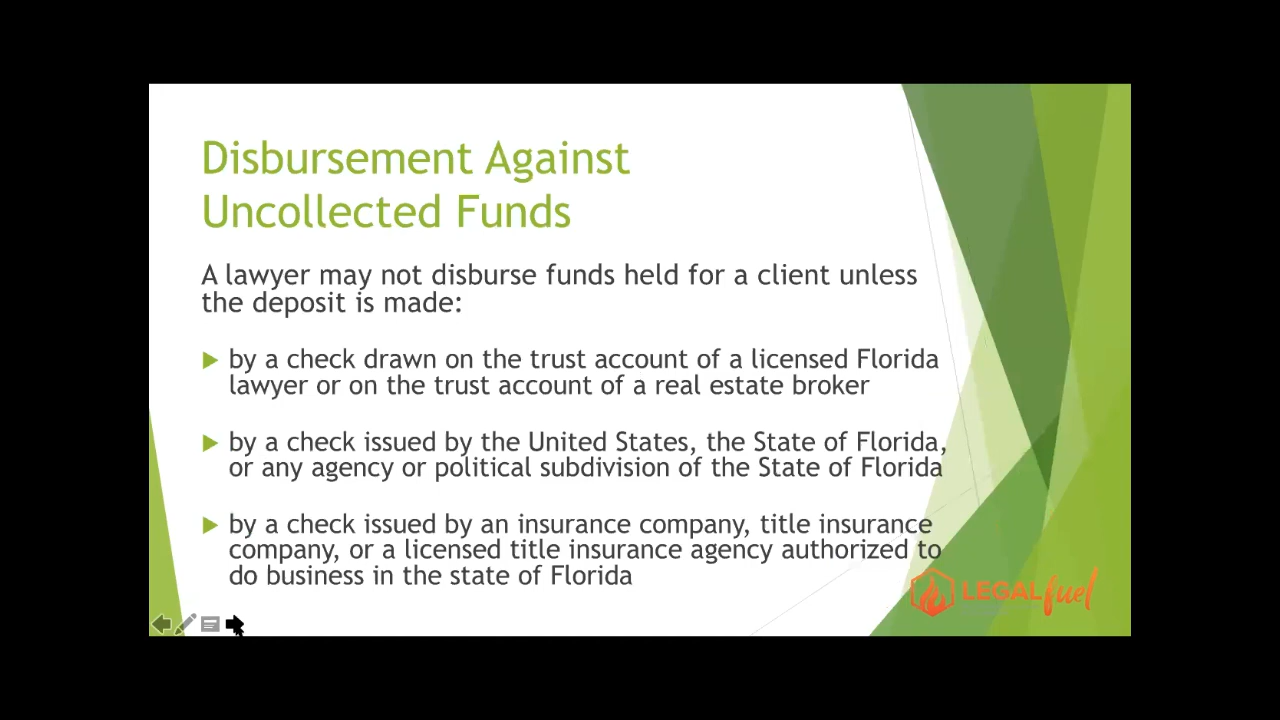 Disbursement Against
Uncollected Funds
A lawyer may not disburse funds held for a client unless
the deposit is made:
by a check drawn on the trust account of a licensed Florida
lawyer or on the trust account of a real estate broker
by a check issued by the United States, the State of Florida,
or any agency or political subdivision of the State of Florida
by a check issued by an insurance company, title insurance
company, or a licensed title insurance agency authorized to
do business in the state of Florida
LEGALfuel